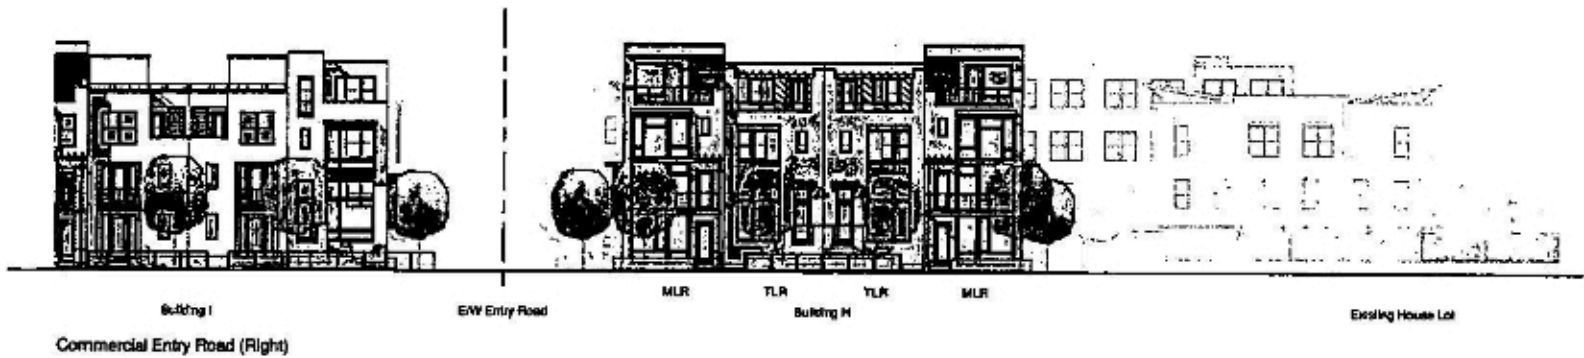 MLR TLR TLR MLR
Building I E/W Entry Road Building H Existing House Lot
Commercial Entry Road (Right)